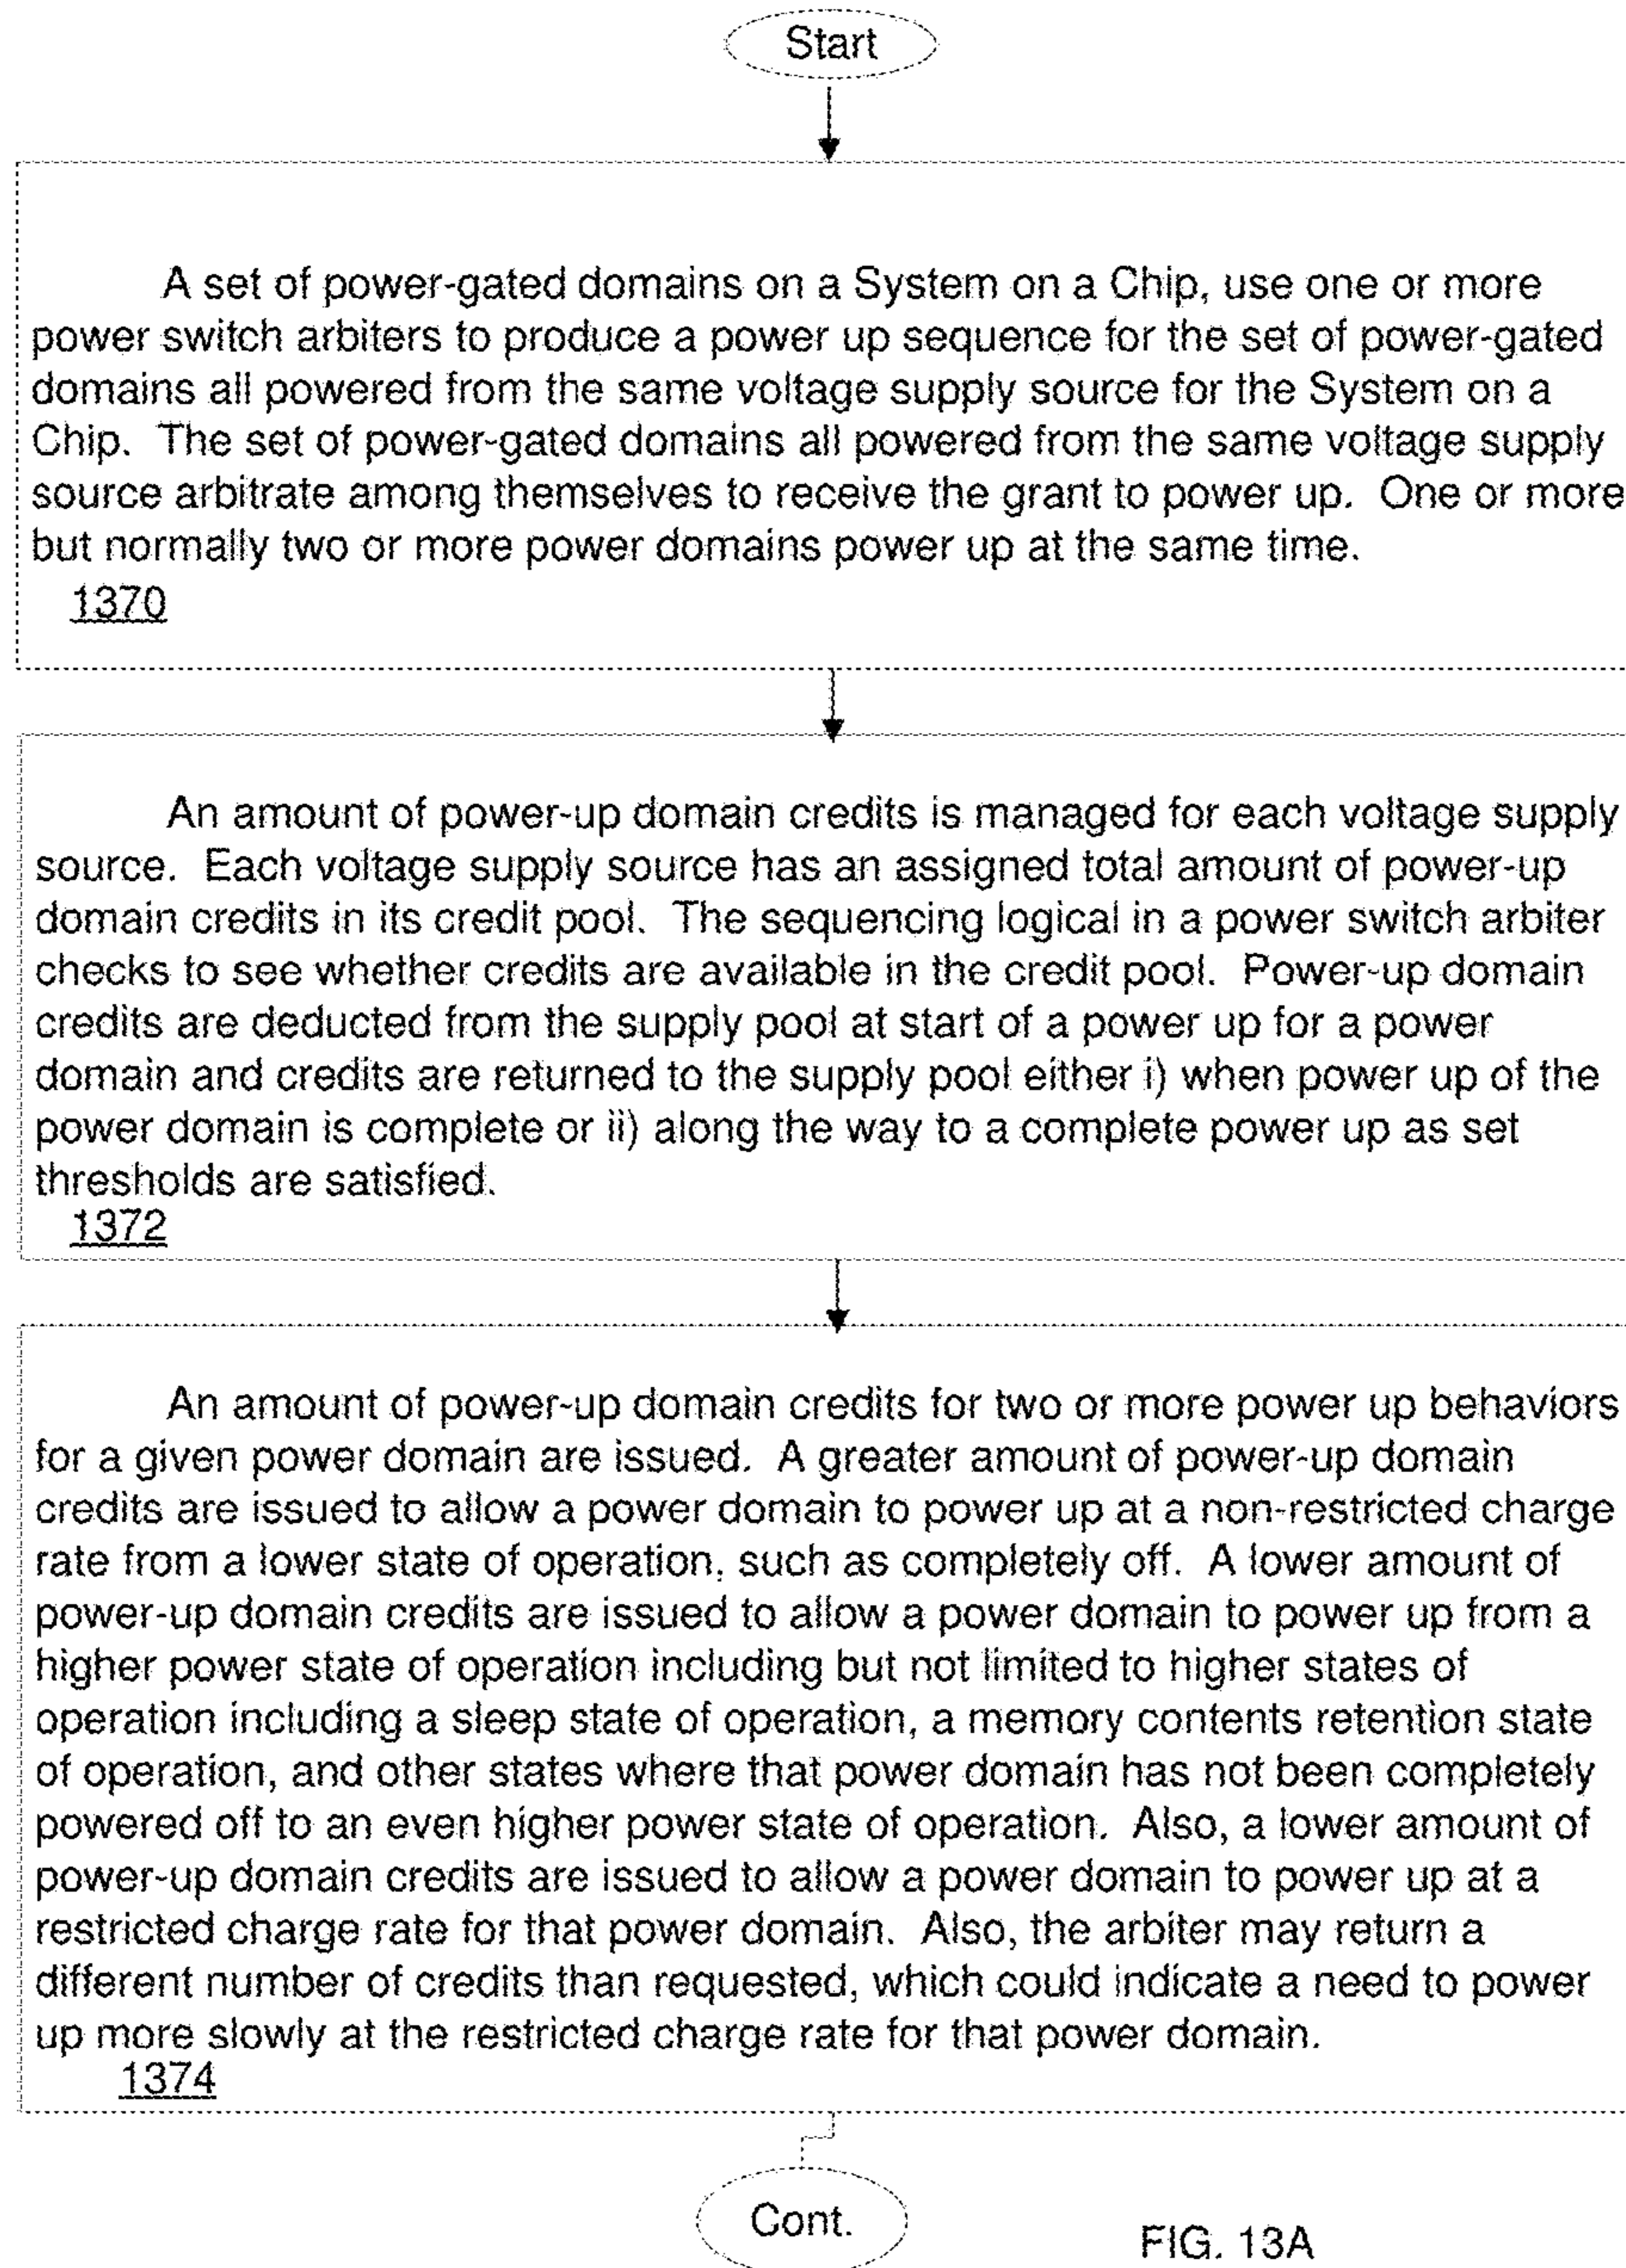 Start
A set of power-gated domains on a System on a Chip, use one or more
power switch arbiters to produce a power up sequence for the set of power-gated
domains all powered from the same voltage supply source for the System on a
Chip. The set of power-gated domains all powered from the same voltage supply
source arbitrate among themselves to receive the grant to power up. One or more
but normally two or more power domains power up at the same time.
1370
An amount of power-up domain credits is managed for each voltage supply
source. Each voltage supply source has an assigned total amount of power-up
domain credits in its credit pool. The sequencing logical in a power switch arbiter
checks to see whether credits are available in the credit pool. Power-up domain
credits are deducted from the supply pool at start of a power up for a power
domain and credits are returned to the supply pool either i) when power up of the
power domain is complete or ii) along the way to a complete power up as set
thresholds are satisfied.
1372
An amount of power-up domain credits for two or more power up behaviors
for a given power domain are issued. A greater amount of power-up domain
credits are issued to allow a power domain to power up at a non-restricted charge
rate from a lower state of operation, such as completely off. A lower amount of
power-up domain credits are issued to allow a power domain to power up from a
higher power state of operation including but not limited to higher states of
operation including a sleep state of operation, a memory contents retention state
of operation, and other states where that power domain has not been completely
powered off to an even higher power state of operation. Also, a lower amount of
power-up domain credits are issued to allow a power domain to power up at a
restricted charge rate for that power domain. Also, the arbiter may return a
different number of credits than requested, which could indicate a need to power
up more slowly at the restricted charge rate for that power domain.
1374
Cont.
FIG. 13A